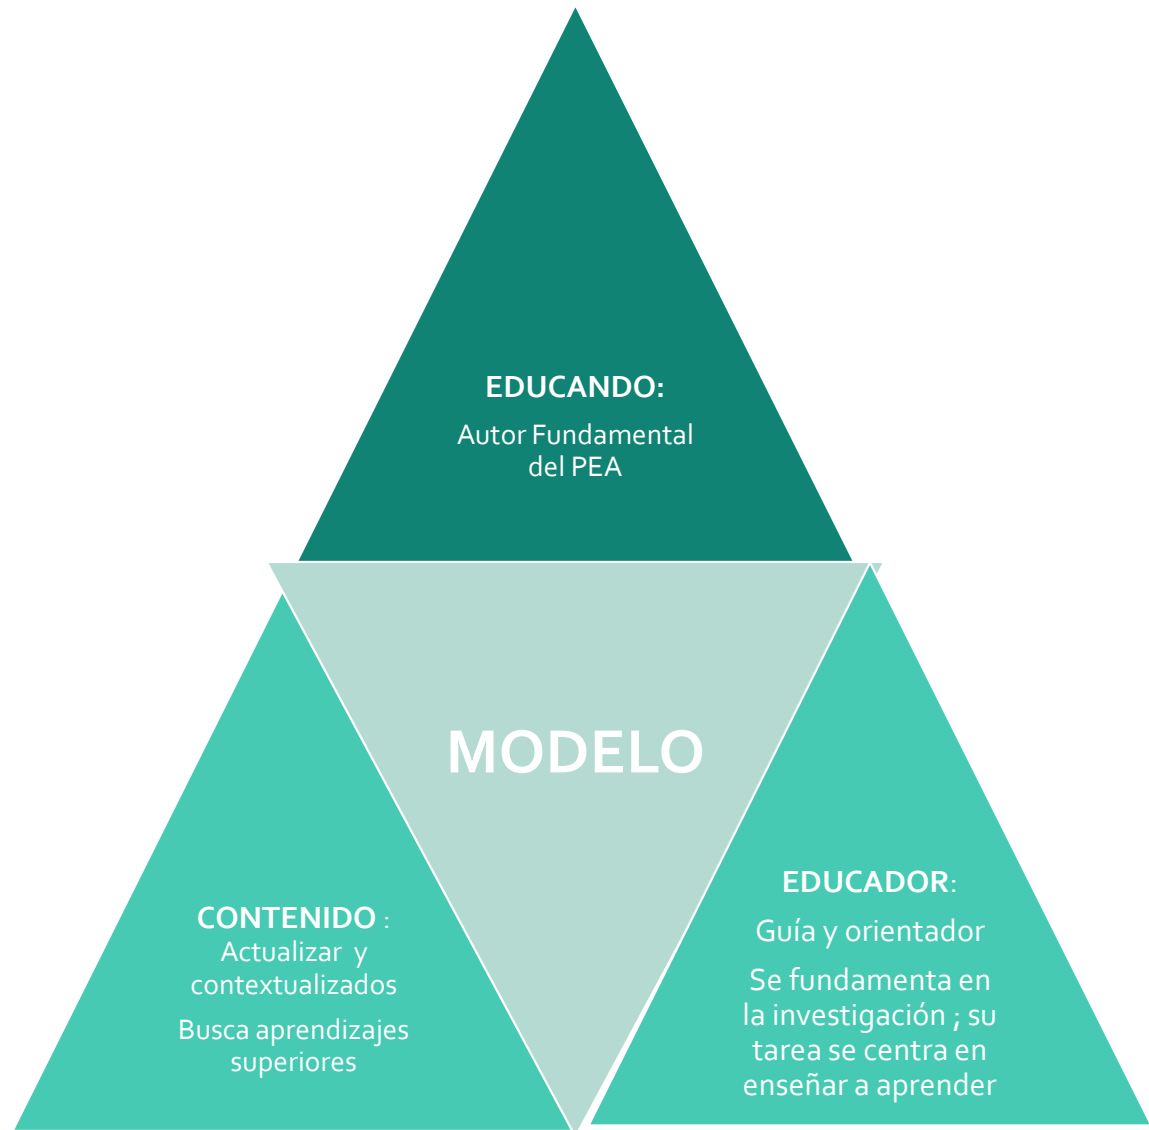 EDUCANDO:
Autor Fundamental
del PEA
MODELO
CONTENIDO :
Actualizar y
contextualizados
Busca aprendizajes
superiores
EDUCADOR:
Guía y orientador
Se fundamenta en
la investigación ; su
tarea se centra en
enseñar a aprender